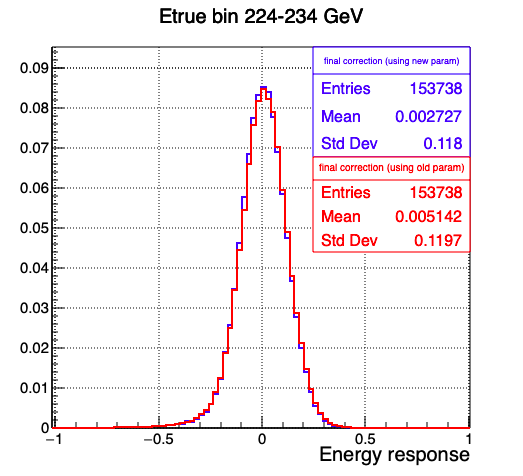 Etrue bin 224-234 GeV
final correction (using new param)
Entries 153738
Mean 0.002727
Std Dev 0.118
final correction (using old param)
Entries 153738
Mean 0.005142
Std Dev 0.1197
0.09
0.08
0.07
0.06
0.05
0.04
0.03
0.02
0.01
0
−1 −0.5 0 0.5 1
Energy response